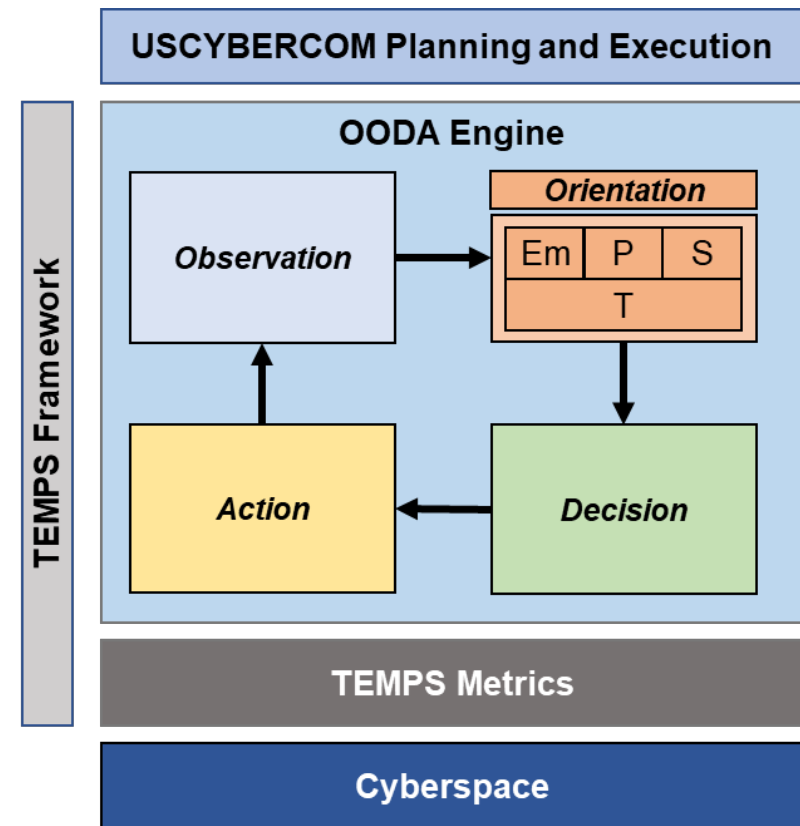 USCYBERCOM Planning and Execution
TEMPS Framework
OODA Engine
Observation
Orientation
Em P S
T
Action
Decision
TEMPS Metrics
Cyberspace